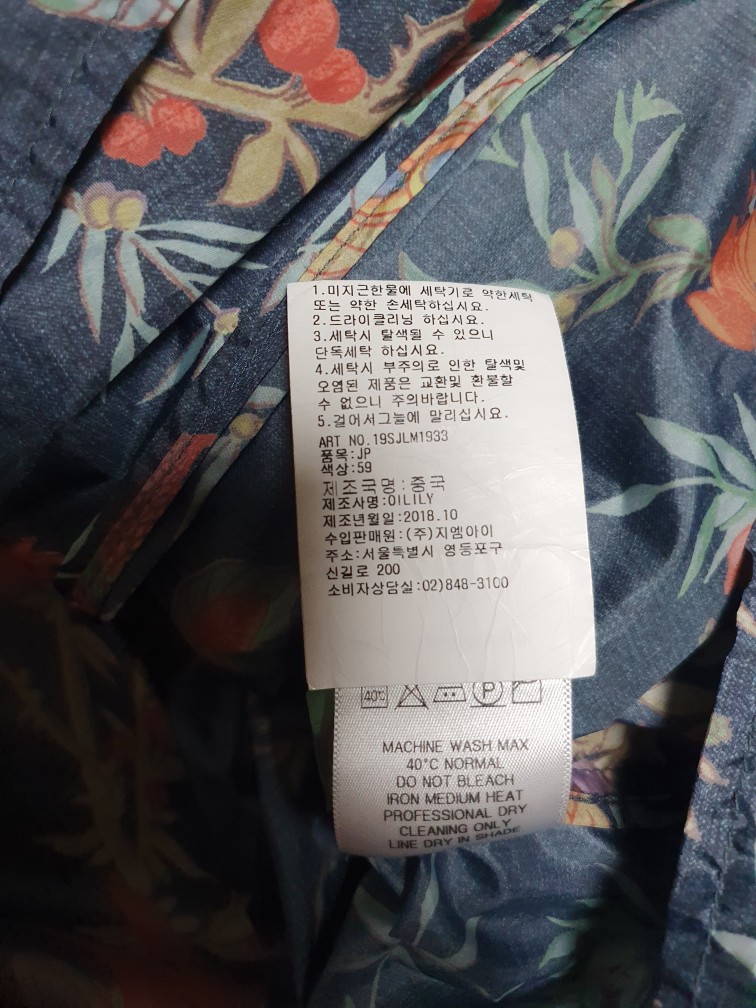 1.미지근한물에 세탁기로 약한세탁
또는 약한 손세탁하십시요.
2.드라이클리닝 하십시요.
3.세탁시 탈색될 수 있으니
단독세탁 하십시요.
4.세탁시 부주의로 인한 탈색및
오염된 제품은 교환및 환불할
수 없으니 주의바랍니다.
5.걸어서그늘에 말리십시요.
ART NO.19SJLM1933
품목:JP
색상:59
제조국명:중국
제조사명:OILILY
제조년월일:2018.10
수입판매원:(주)지엠아이
주소:서울특별시 영등포구
신길로 200
소비자상담실:02)848-3100
40℃ P
MACHINE WASH MAX
40°C NORMAL
DO NOT BLEACH
IRON MEDIUM HEAT
PROFESSIONAL DRY
CLEANING ONLY
LINE DRY IN SHADE